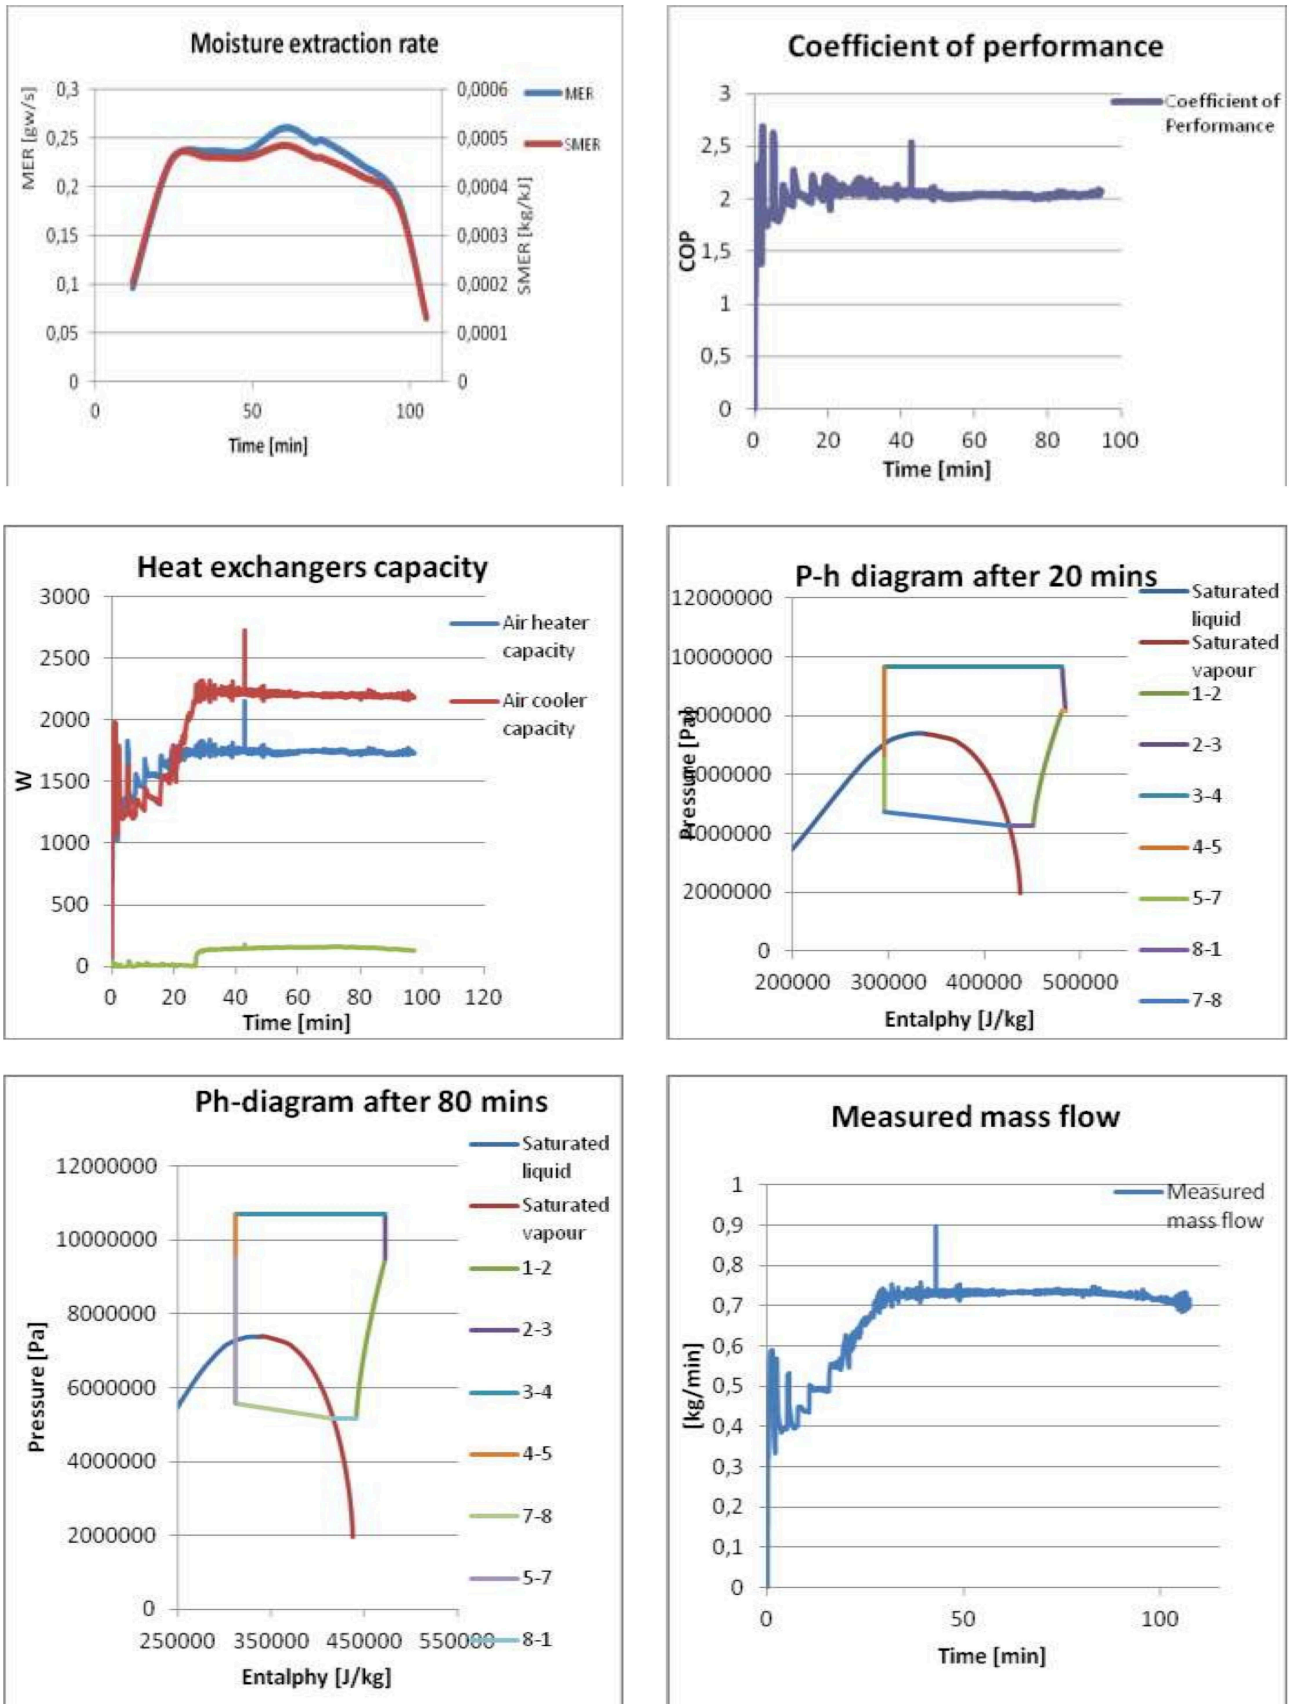 Moisture extraction rate
MER [gw/s]
0,3
0,25
0,2
0,15
0,1
0,05
0
0,0006
0,0005
0,0004
0,0003
0,0002
0,0001
0
SMER [kg/kJ]
MER
SMER
0 50 100
Time [min]
Coefficient of performance
COP
3
2,5
2
1,5
1
0,5
0
Coefficient of
Performance
0 20 40 60 80 100
Time [min]
Heat exchangers capacity
W
3000
2500
2000
1500
1000
500
0
Air heater
capacity
Air cooler
capacity
0 20 40 60 80 100 120
Time [min]
P-h diagram after 20 mins
Pressure [Pa]
12000000
10000000
8000000
6000000
4000000
2000000
0
Saturated
liquid
Saturated
vapour
1-2
2-3
3-4
4-5
5-7
8-1
7-8
200000 300000 400000 500000
Entalphy [J/kg]
Ph-diagram after 80 mins
Pressure [Pa]
12000000
10000000
8000000
6000000
4000000
2000000
0
Saturated
liquid
Saturated
vapour
1-2
2-3
3-4
4-5
7-8
5-7
8-1
250000 350000 450000 550000
Entalphy [J/kg]
Measured mass flow
[kg/min]
1
0,9
0,8
0,7
0,6
0,5
0,4
0,3
0,2
0,1
0
Measured
mass flow
0 50 100
Time [min]